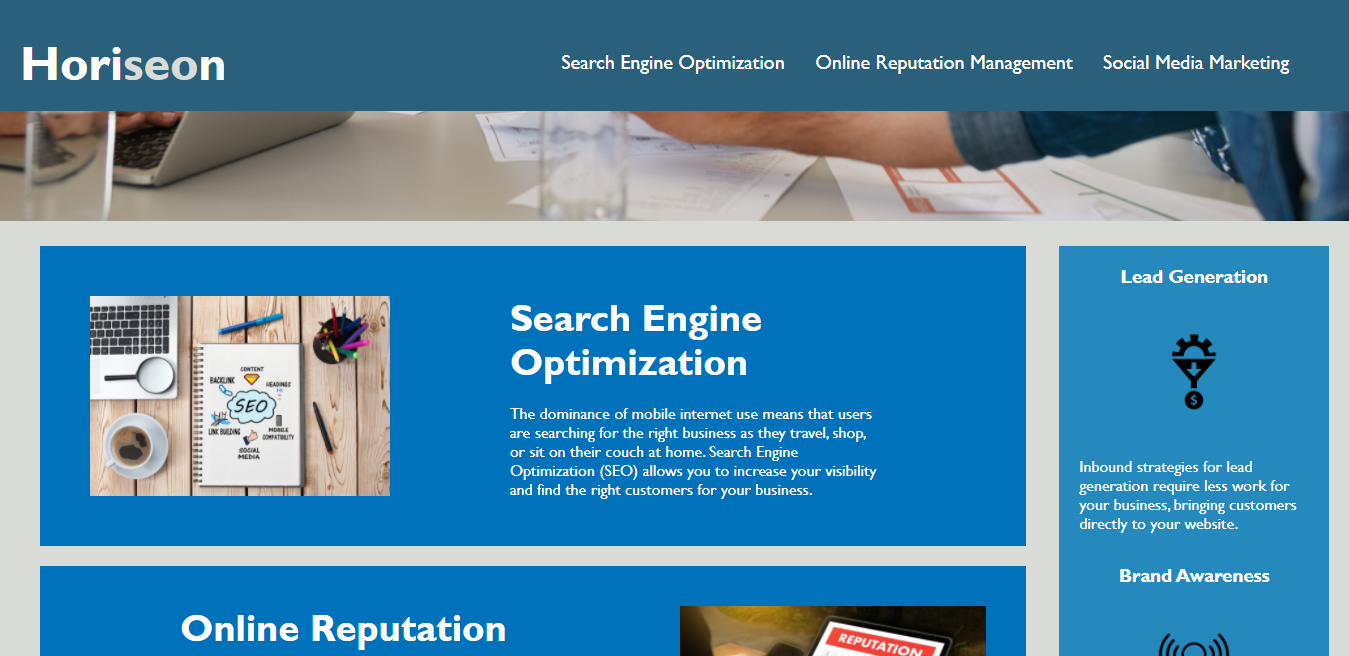 Horiseon
Search Engine Optimization
Online Reputation Management
Social Media Marketing
CONTENT
BACKLINK
HEADINGS
SEO
LINK BUILDING
MOBILE
COMPATIBILITY
SOCIAL
MEDIA
Search Engine
Optimization
The dominance of mobile internet use means that users
are searching for the right business as they travel, shop,
or sit on their couch at home. Search Engine
Optimization (SEO) allows you to increase your visibility
and find the right customers for your business.
Lead Generation
$
Inbound strategies for lead
generation require less work for
your business, bringing customers
directly to your website.
Brand Awareness
Online Reputation
REPUTATION